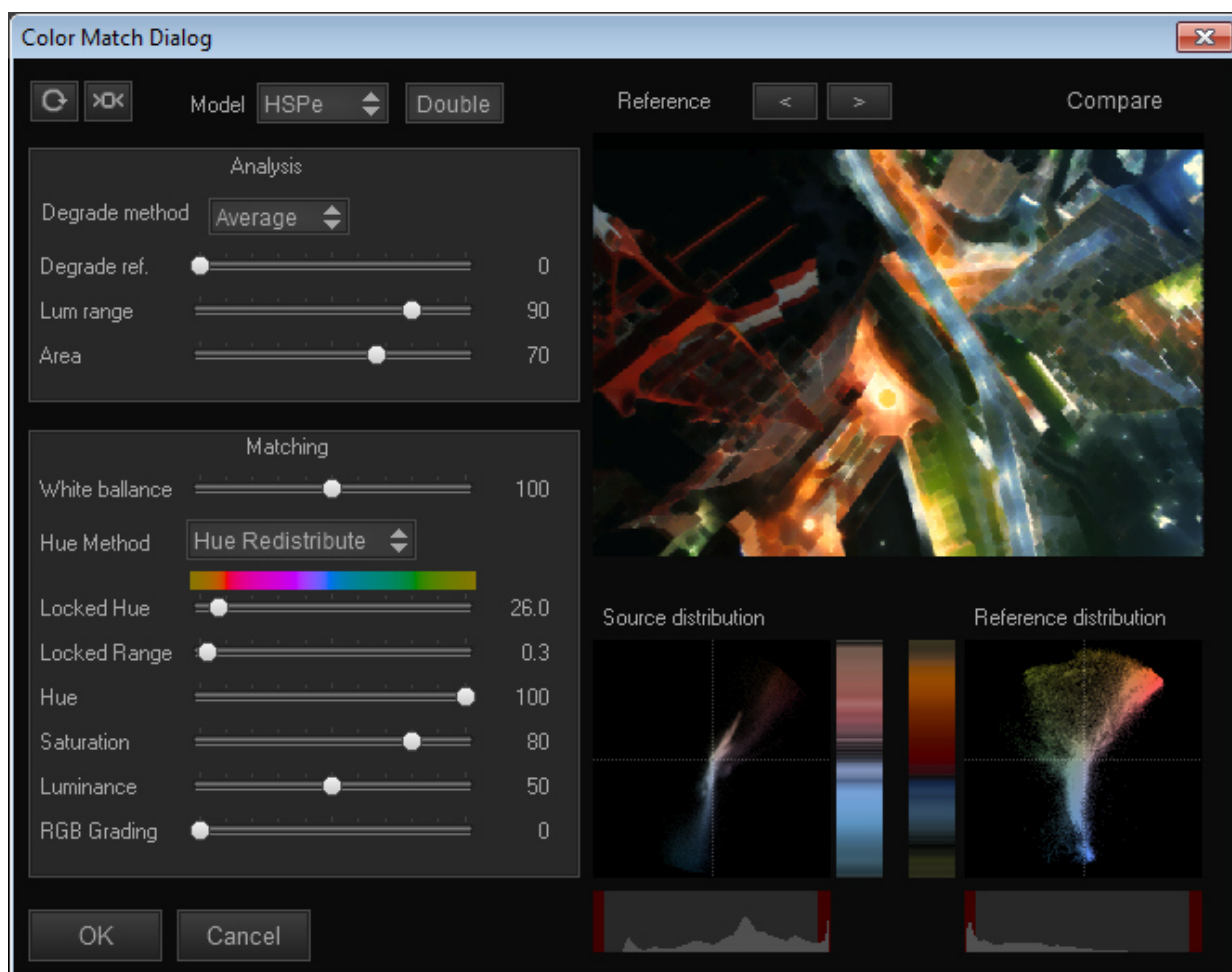 Color Match Dialog
Model HSPe Double
Reference < > Compare
Analysis
Degrade method Average
Degrade ref. 0
Lum range 90
Area 70
Matching
White ballance 100
Hue Method Hue Redistribute
Locked Hue 26.0
Locked Range 0.3
Hue 100
Saturation 80
Luminance 50
RGB Grading 0
Source distribution
Reference distribution
OK Cancel